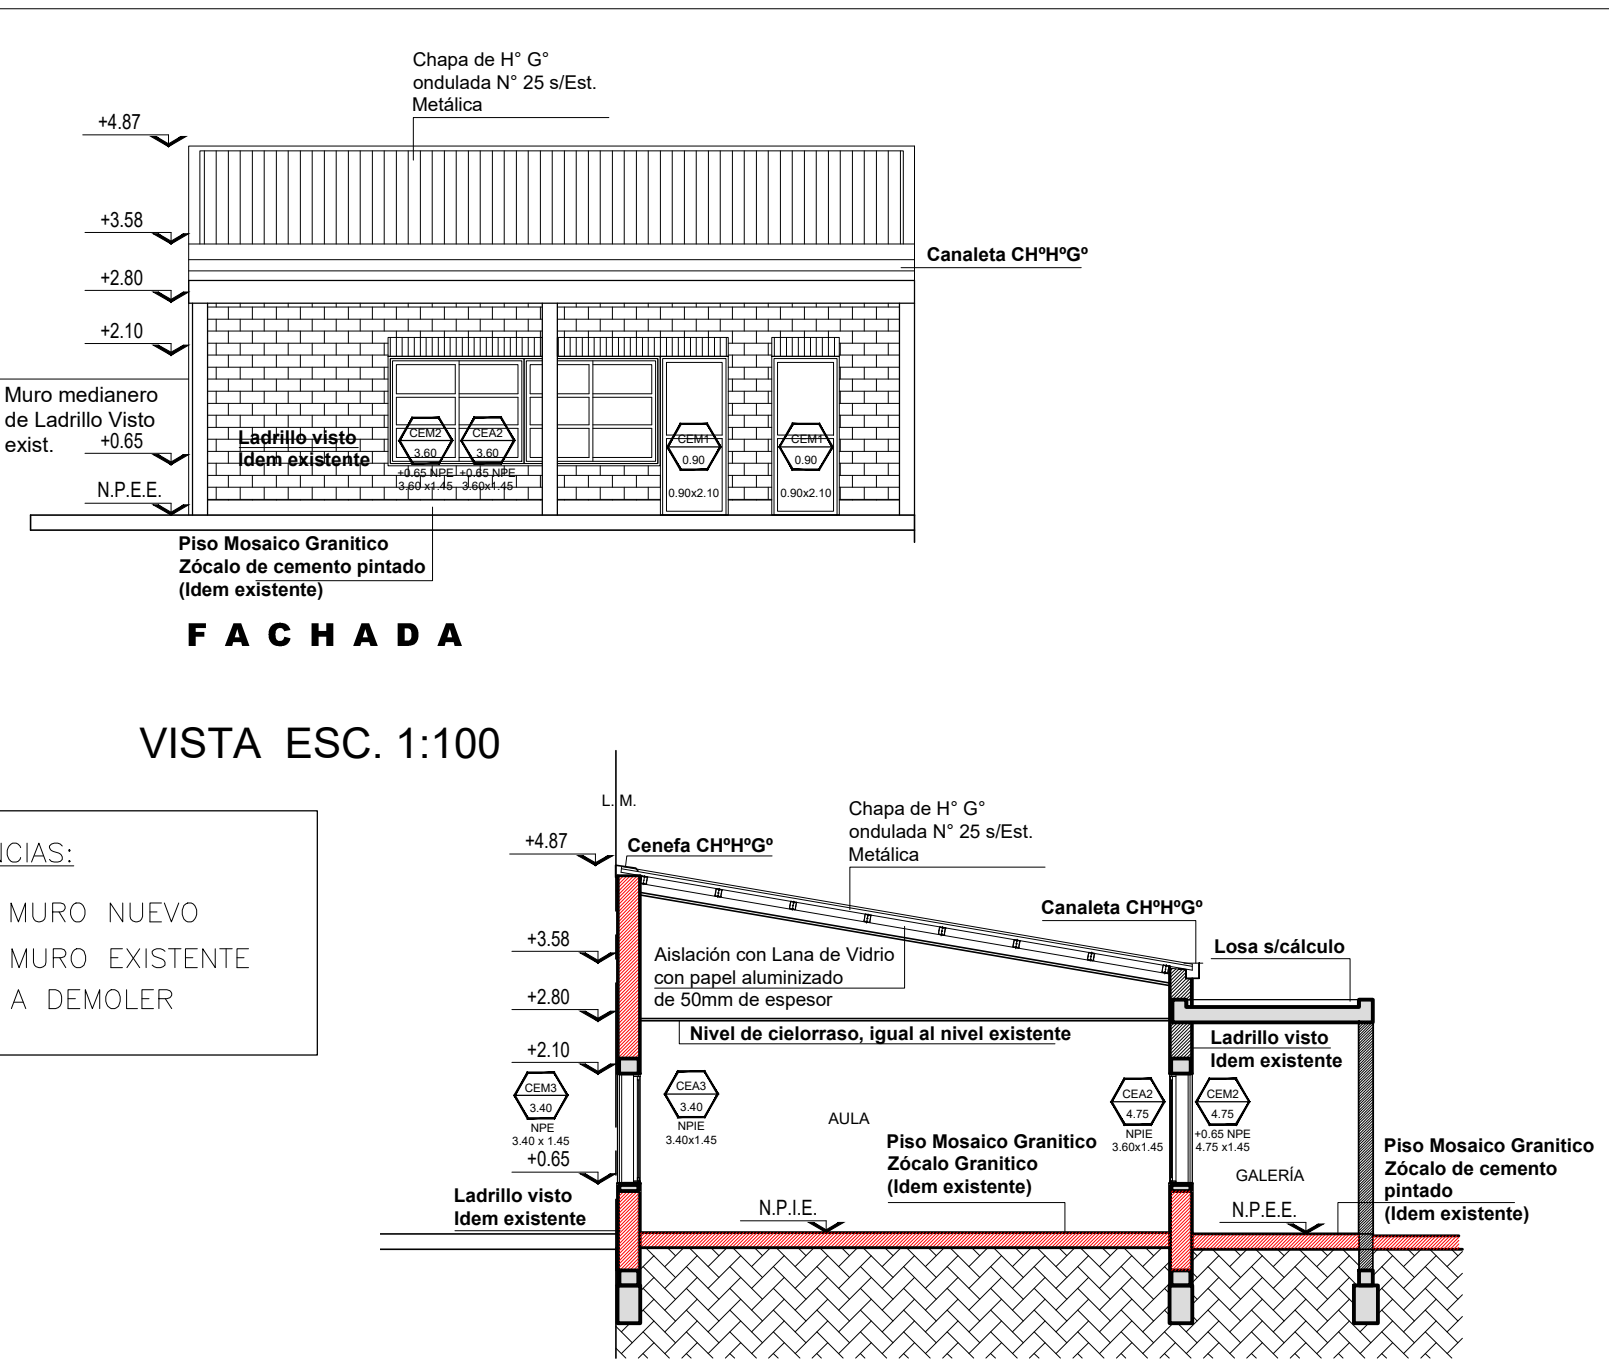 Chapa de H° G°
ondulada N° 25 s/Est.
Metálica
+4.87
+3.58
Canaleta CHºHºGº
+2.80
+2.10
Muro medianero
de Ladrillo Visto
exist.
+0.65
N.P.E.E.
Ladrillo visto
Idem existente
CEM2
3.60
+0.65 NPE
3.60 x1.45
CEA2
3.60
+0.65 NPE
3.60x1.45
CEM1
0.90
0.90x2.10
CEM1
0.90
0.90x2.10
Piso Mosaico Granitico
Zócalo de cemento pintado
(Idem existente)
FACHADA
VISTA ESC. 1:100
NCIAS:
MURO NUEVO
MURO EXISTENTE
A DEMOLER
L. M.
Chapa de H° G°
ondulada N° 25 s/Est.
Metálica
+4.87
Cenefa CHºHºGº
Canaleta CHºHºGº
Losa s/cálculo
+3.58
Aislación con Lana de Vidrio
con papel aluminizado
de 50mm de espesor
+2.80
Nivel de cielorraso, igual al nivel existente
Ladrillo visto
Idem existente
+2.10
CEM3
3.40
NPE
3.40 x 1.45
CEA3
3.40
NPIE
3.40x1.45
AULA
CEA2
4.75
NPIE
3.60x1.45
CEM2
4.75
+0.65 NPE
4.75 x1.45
+0.65
Piso Mosaico Granitico
Zócalo Granitico
(Idem existente)
GALERÍA
Piso Mosaico Granitico
Zócalo de cemento
pintado
(Idem existente)
Ladrillo visto
Idem existente
N.P.I.E.
N.P.E.E.